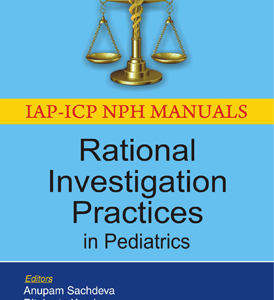 IAP-ICP NPH MANUALS
Rational
Investigation
Practices
in Pediatrics
Editors
Anupam Sachdeva